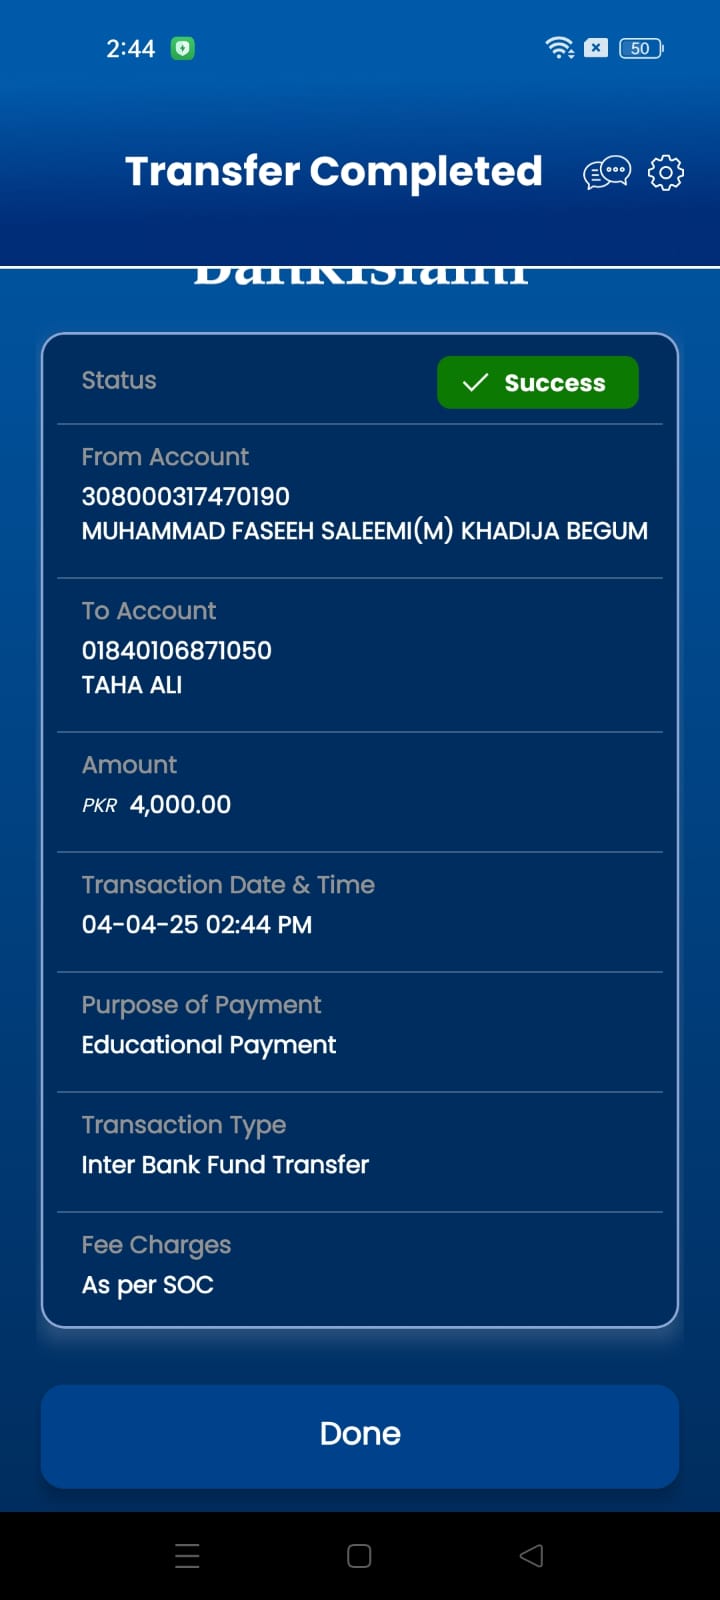 2:44
50
Transfer Completed
BankIslami
Status
Success
From Account
308000317470190
MUHAMMAD FASEEH SALEEMI(M) KHADIJA BEGUM
To Account
01840106871050
TAHA ALI
Amount
PKR 4,000.00
Transaction Date & Time
04-04-25 02:44 PM
Purpose of Payment
Educational Payment
Transaction Type
Inter Bank Fund Transfer
Fee Charges
As per SOC
Done